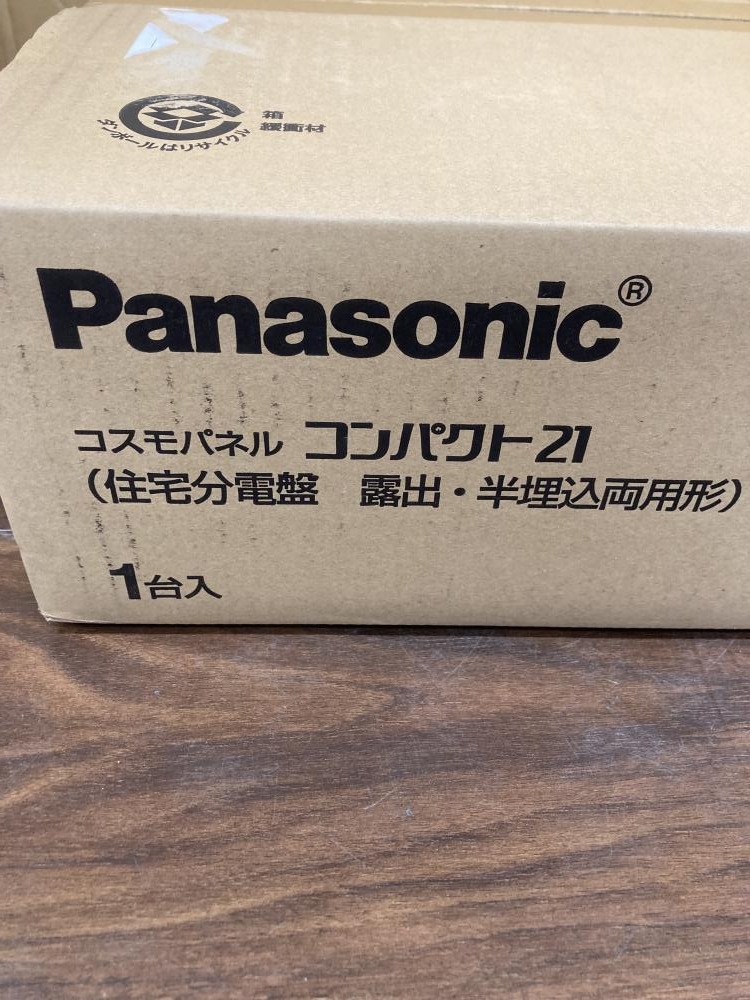 箱
緩衝材
ダンボールはリサイクル
Panasonic®
コスモパネル コンパクト21
（住宅分電盤　露出・半埋込両用形）
1台入